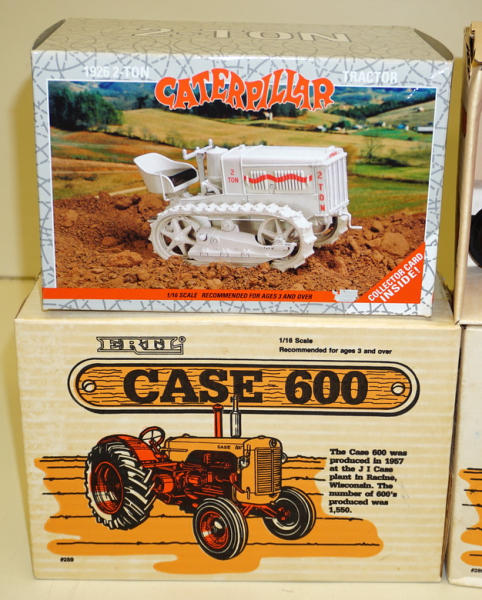 2-TON
1926 2-TON CATERPILLAR TRACTOR
2 TON
2 TON
1/16 SCALE RECOMMENDED FOR AGES 3 AND OVER
COLLECTOR CARD
INSIDE!
ERTL
1/16 Scale
Recommended for ages 3 and over
CASE 600
CASE
The Case 600 was
produced in 1957
at the J I Case
plant in Racine,
Wisconsin. The
number of 600's
produced was
1,550.
#289